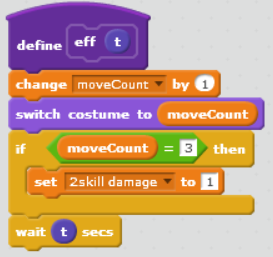 define eff t
change moveCount by 1
switch costume to moveCount
if moveCount = 3 then
set 2skill damage to 1
wait t secs